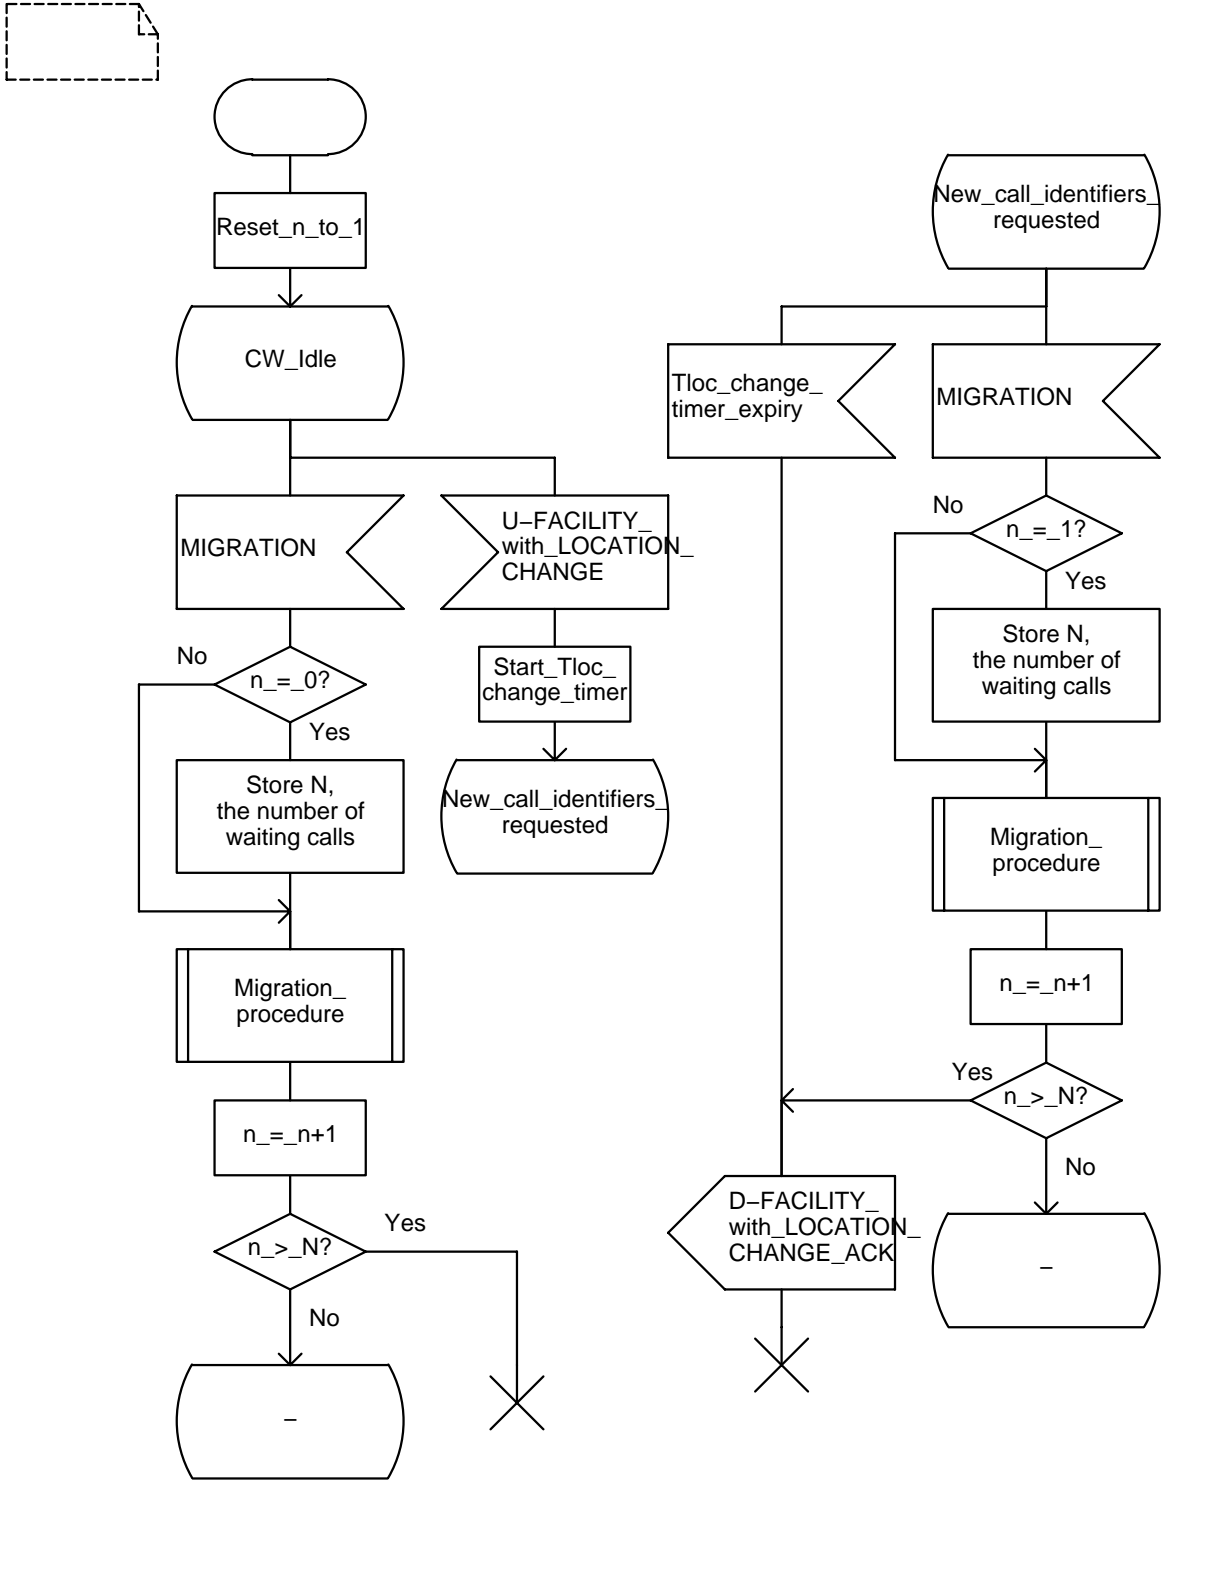 Reset_n_to_1
CW_Idle
MIGRATION
U–FACILITY_
with_LOCATION_
CHANGE
No
n_=_0?
Yes
Start_Tloc_
change_timer
Store N,
the number of
waiting calls
New_call_identifiers_
requested
Migration_
procedure
n_=_n+1
n_>_N?
Yes
No
–
New_call_identifiers_
requested
Tloc_change_
timer_expiry
MIGRATION
No
n_=_1?
Yes
Store N,
the number of
waiting calls
Migration_
procedure
n_=_n+1
Yes
n_>_N?
No
D–FACILITY_
with_LOCATION_
CHANGE_ACK
–